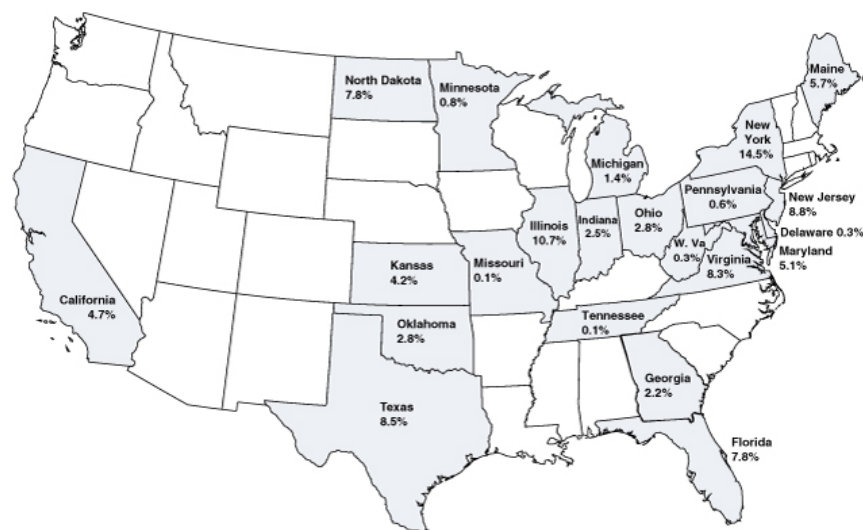 North Dakota
7.8%
Minnesota
0.8%
Maine
5.7%
New
York
14.5%
Michigan
1.4%
Pennsylvania
0.6%
New Jersey
8.8%
Illinois
10.7%
Indiana
2.5%
Ohio
2.8%
Delaware 0.3%
W. Va
0.3%
Maryland
5.1%
Virginia
8.3%
Kansas
4.2%
Missouri
0.1%
California
4.7%
Tennessee
0.1%
Oklahoma
2.8%
Georgia
2.2%
Texas
8.5%
Florida
7.8%